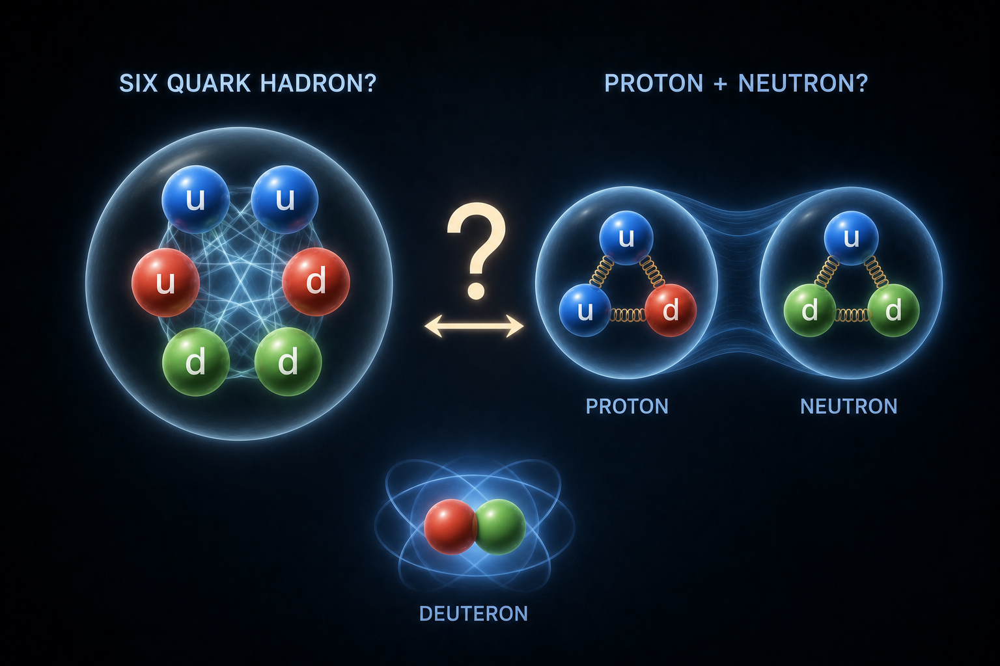 SIX QUARK HADRON?
PROTON + NEUTRON?
u u
u d
d d
?
u
u d
u
d d
PROTON
NEUTRON
DEUTERON